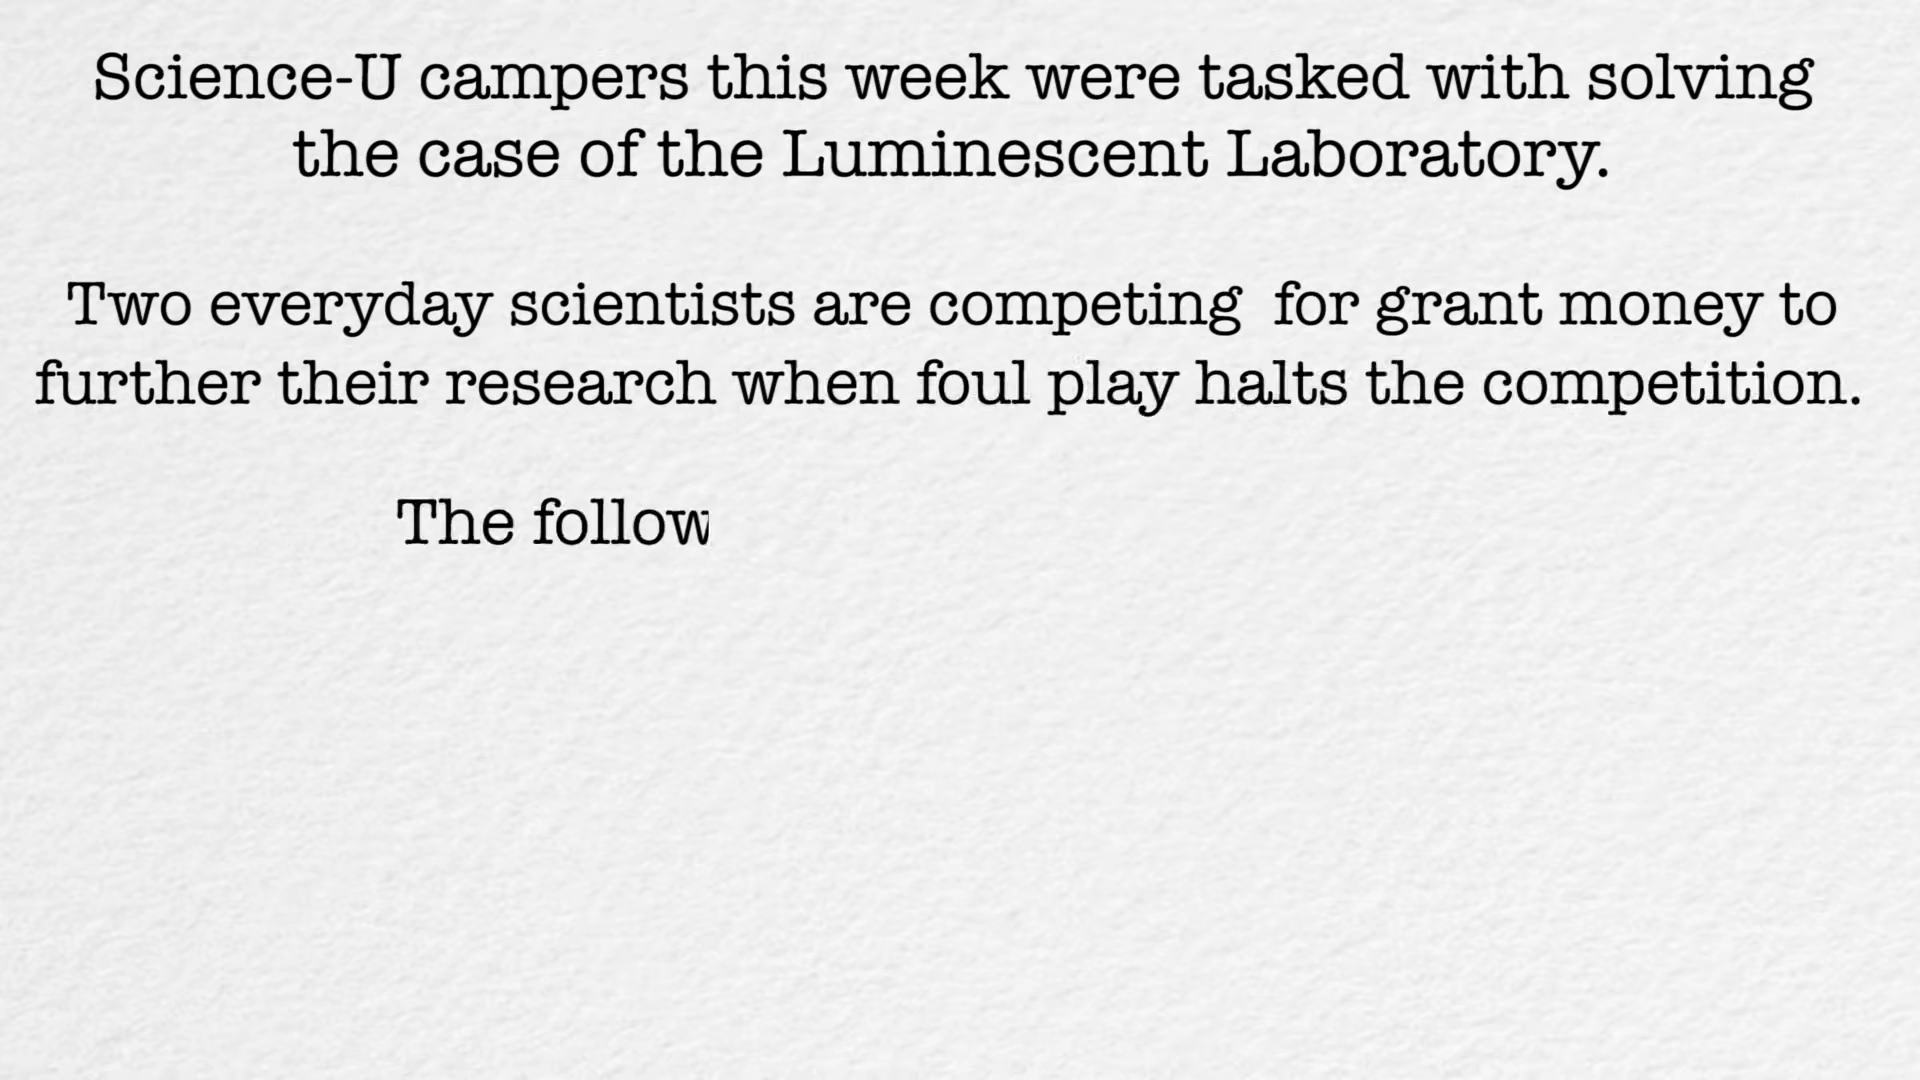 Science-U campers this week were tasked with solving
the case of the Luminescent Laboratory.
Two everyday scientists are competing  for grant money to
further their research when foul play halts the competition.
The follow